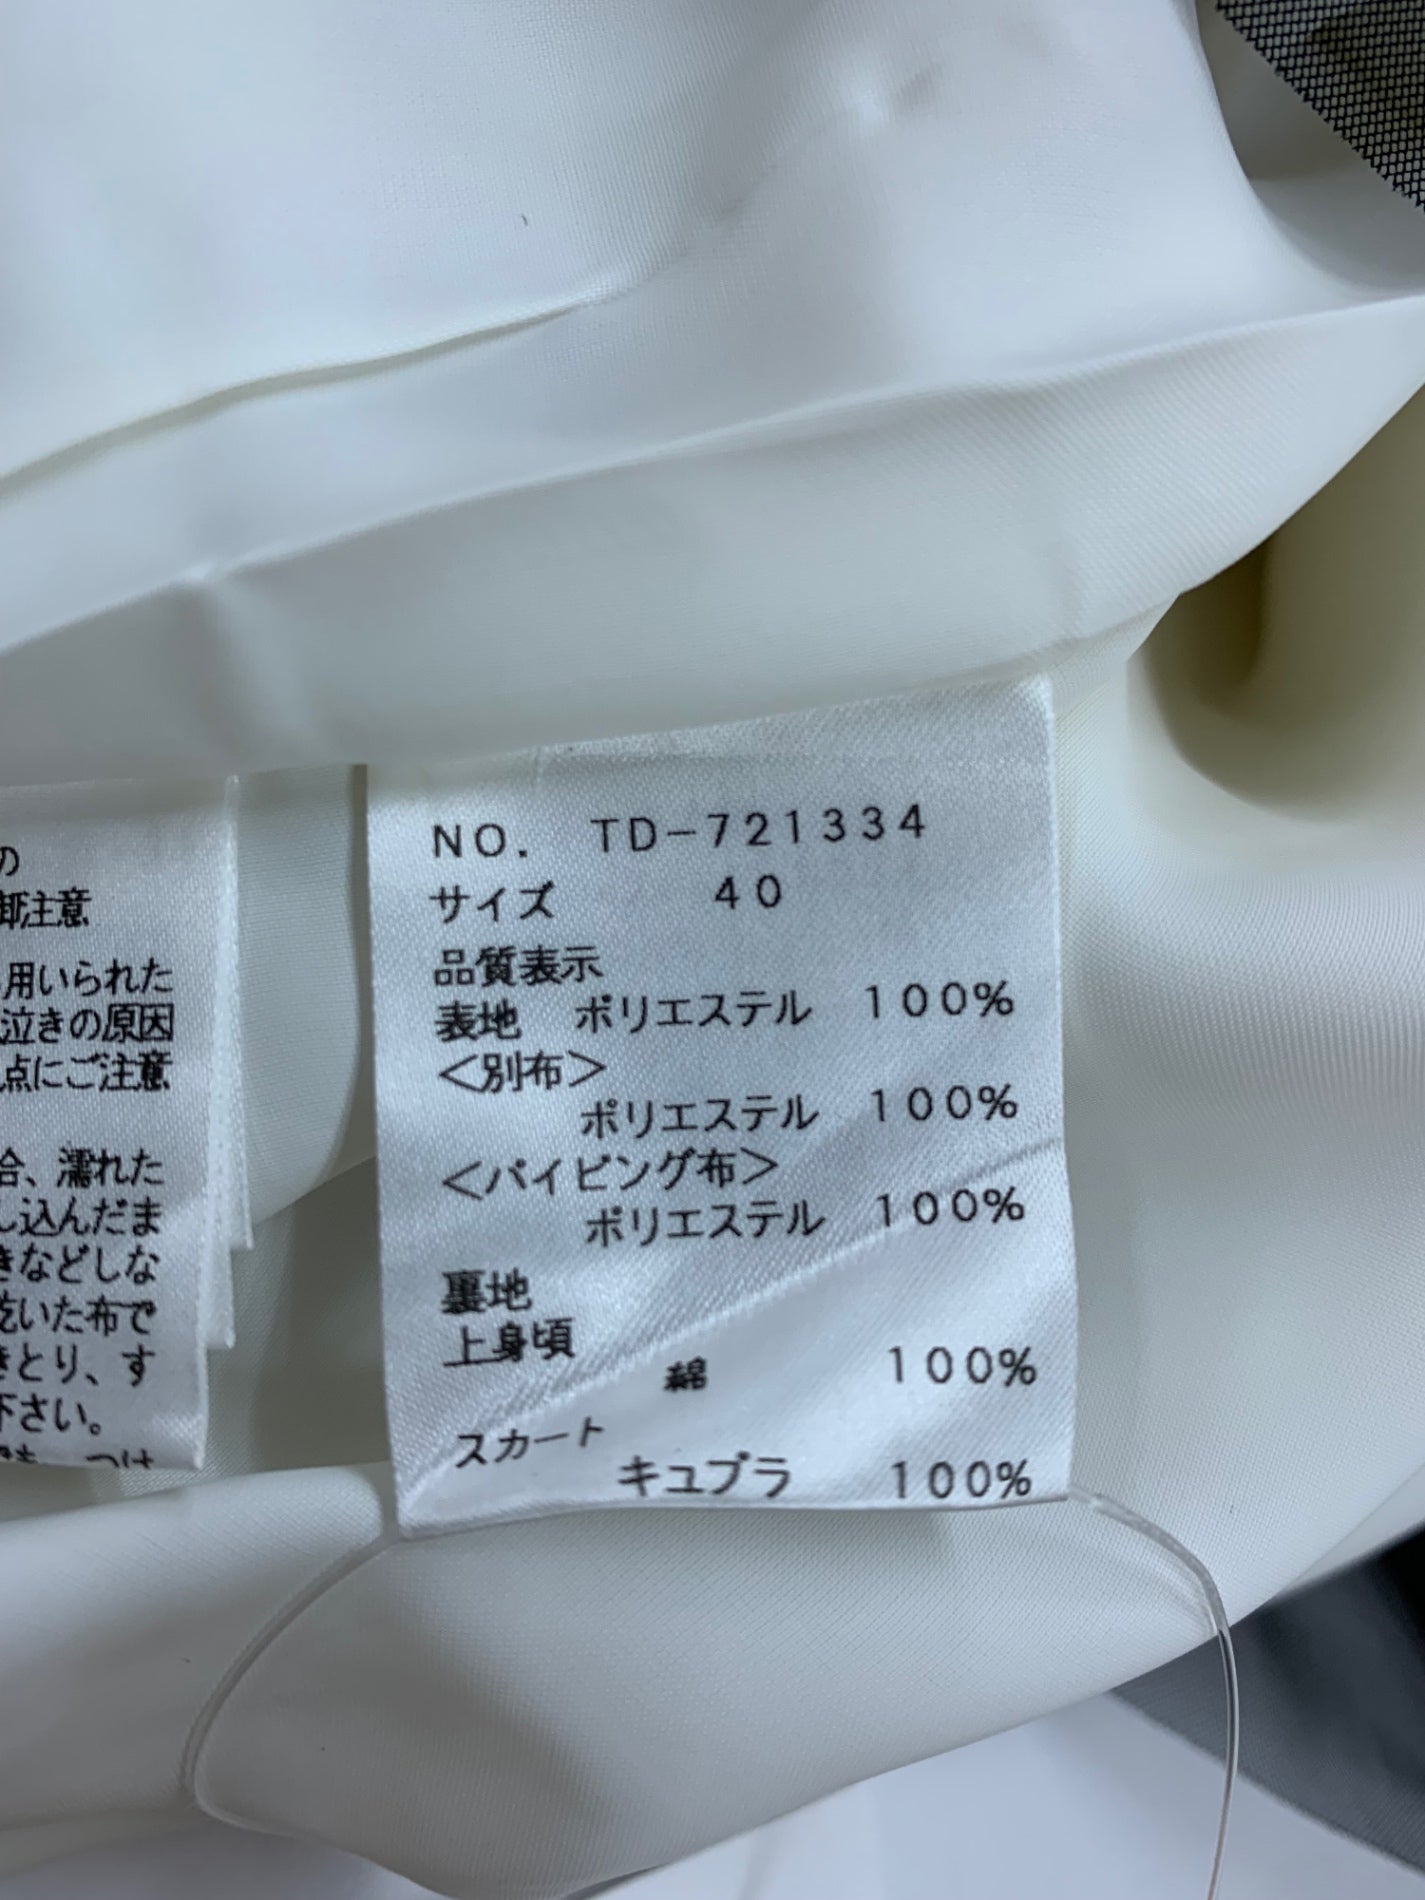 NO. TD-721334
サイズ 40
品質表示
表地 ポリエステル 100%
<別布>
ポリエステル 100%
<パイピング布>
ポリエステル 100%
裏地
上身頃
綿 100%
スカート
キュプラ 100%
の
御注意
用いられた
泣きの原因
点にご注意
合、濡れた
し込んだま
きなどしな
乾いた布で
きとり、す
下さい。